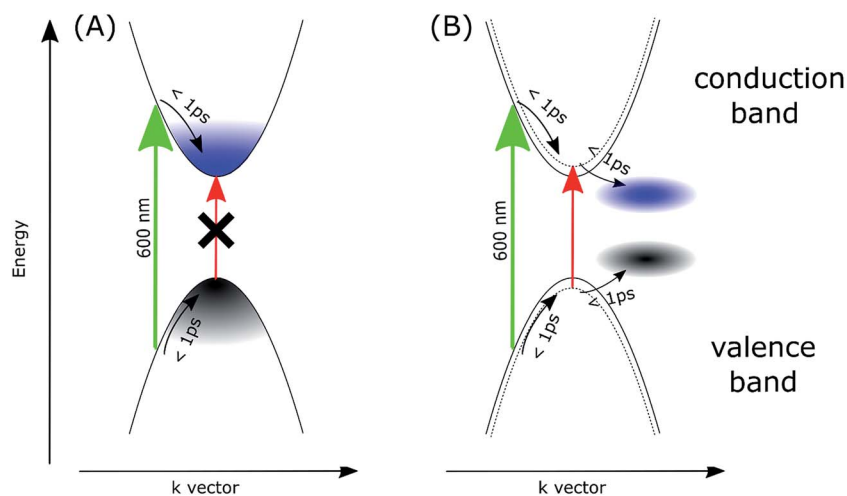 (A)
(B)
Energy
< 1ps
600 nm
< 1ps
k vector
< 1ps
< 1ps
600 nm
< 1ps
< 1ps
k vector
conduction
band
valence
band